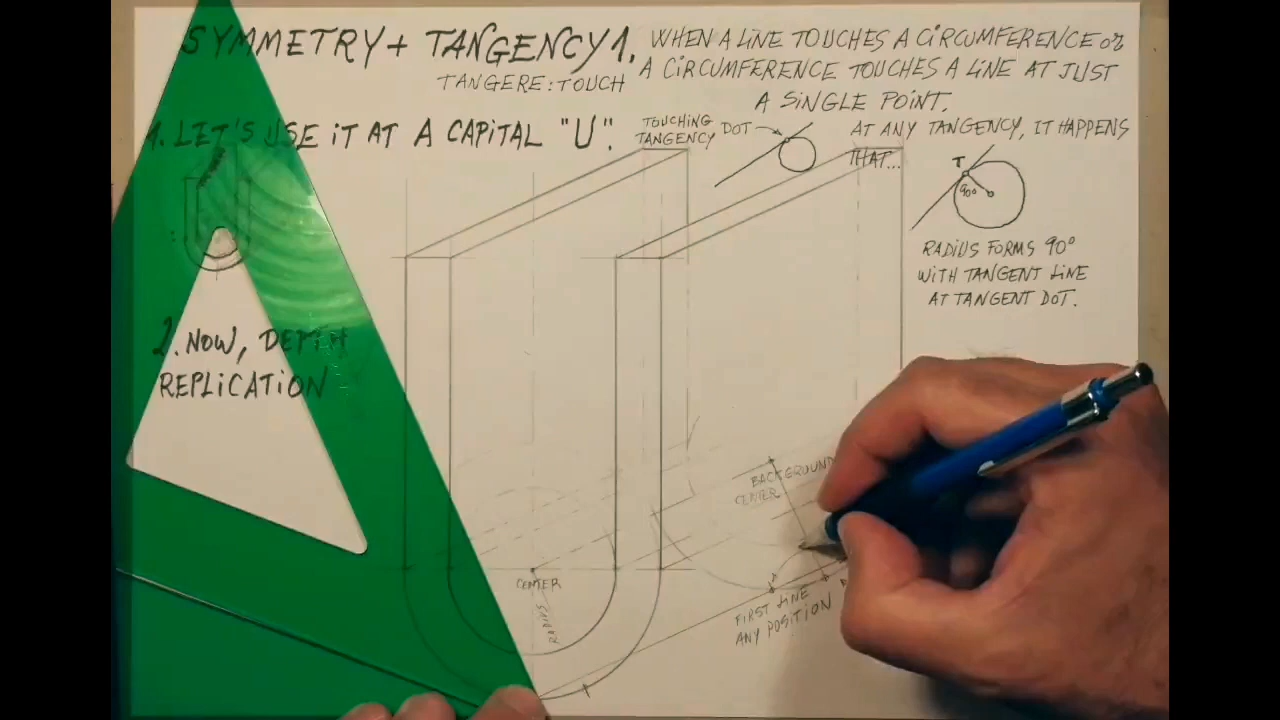 SYMMETRY + TANGENCY 1.
TANGERE: TOUCH
WHEN A LINE TOUCHES A CIRCUMFERENCE or
A CIRCUMFERENCE TOUCHES A LINE AT JUST
A SINGLE POINT.
1. LET'S USE IT AT A CAPITAL "U".
TOUCHING
TANGENCY DOT
AT ANY TANGENCY, IT HAPPENS
THAT...
T
90°
RADIUS FORMS 90°
WITH TANGENT LINE
AT TANGENT DOT.
2. NOW, DEPTH
REPLICATION
BACKGROUND
CENTER
CENTER
RADIUS
FIRST LINE
ANY POSITION